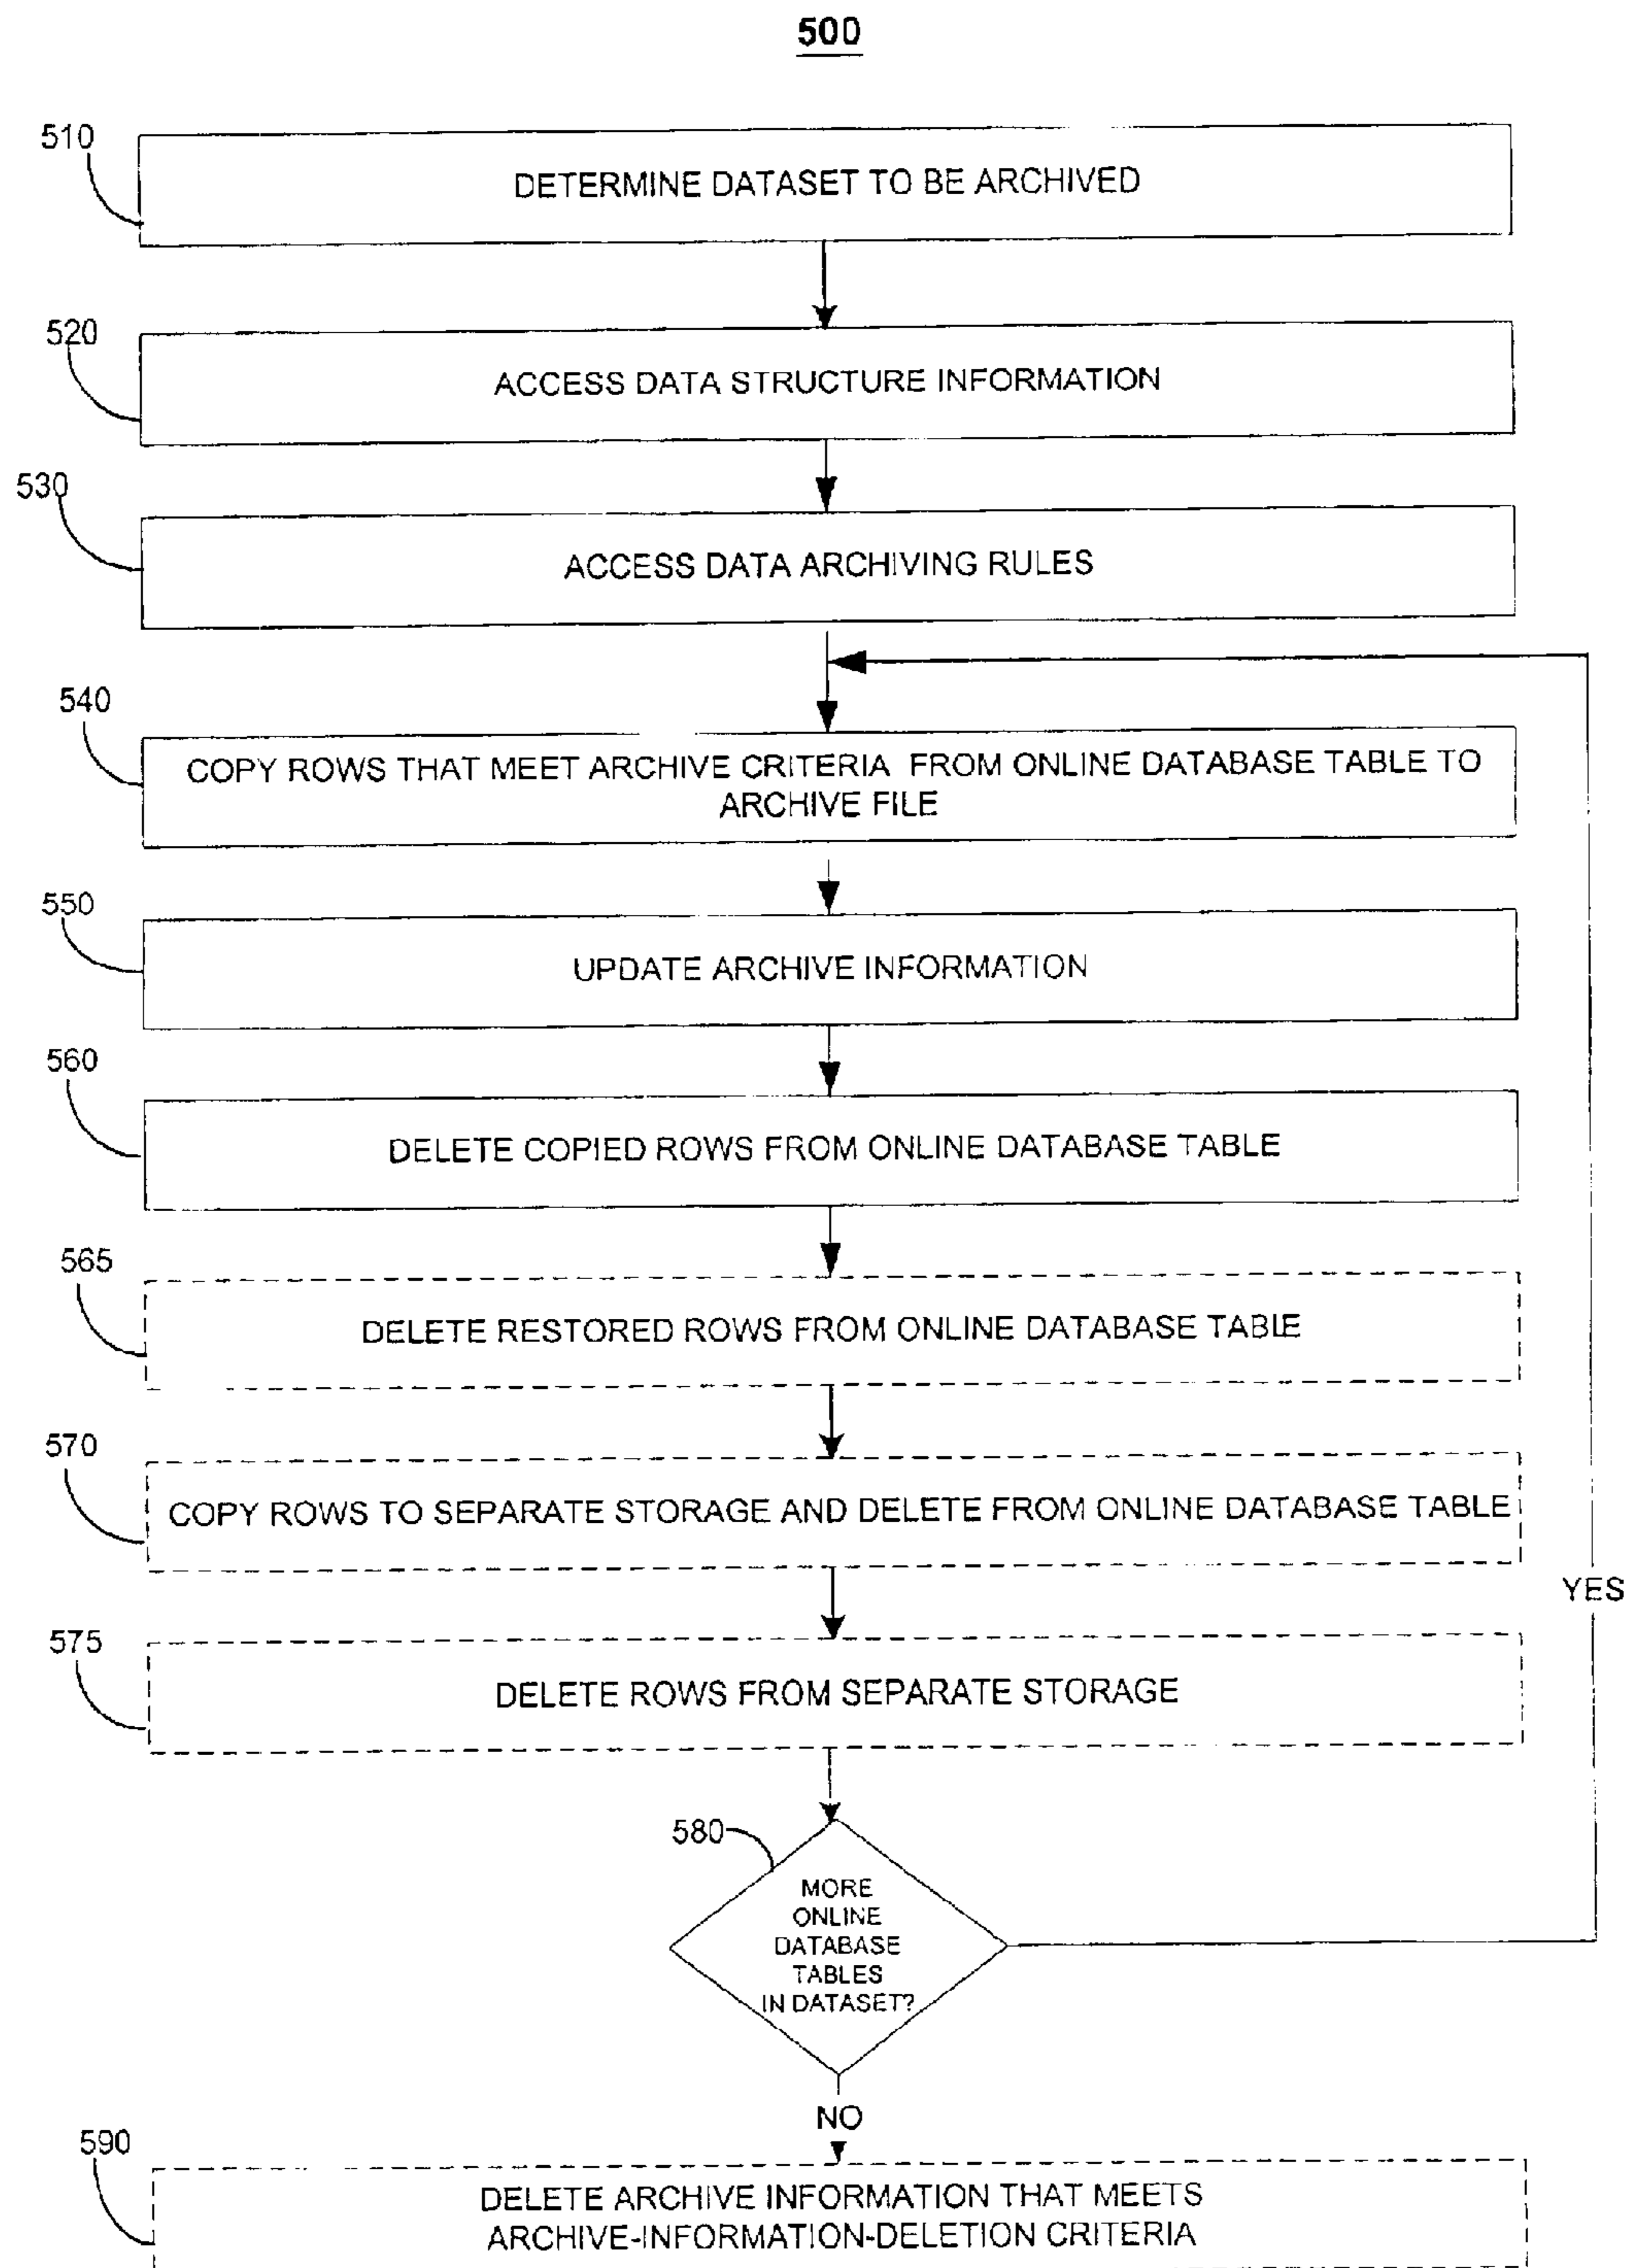 500
510
DETERMINE DATASET TO BE ARCHIVED
520
ACCESS DATA STRUCTURE INFORMATION
530
ACCESS DATA ARCHIVING RULES
540
COPY ROWS THAT MEET ARCHIVE CRITERIA FROM ONLINE DATABASE TABLE TO
ARCHIVE FILE
550
UPDATE ARCHIVE INFORMATION
560
DELETE COPIED ROWS FROM ONLINE DATABASE TABLE
565
DELETE RESTORED ROWS FROM ONLINE DATABASE TABLE
570
COPY ROWS TO SEPARATE STORAGE AND DELETE FROM ONLINE DATABASE TABLE
YES
575
DELETE ROWS FROM SEPARATE STORAGE
580
MORE
ONLINE
DATABASE
TABLES
IN DATASET?
NO
590
DELETE ARCHIVE INFORMATION THAT MEETS
ARCHIVE-INFORMATION-DELETION CRITERIA